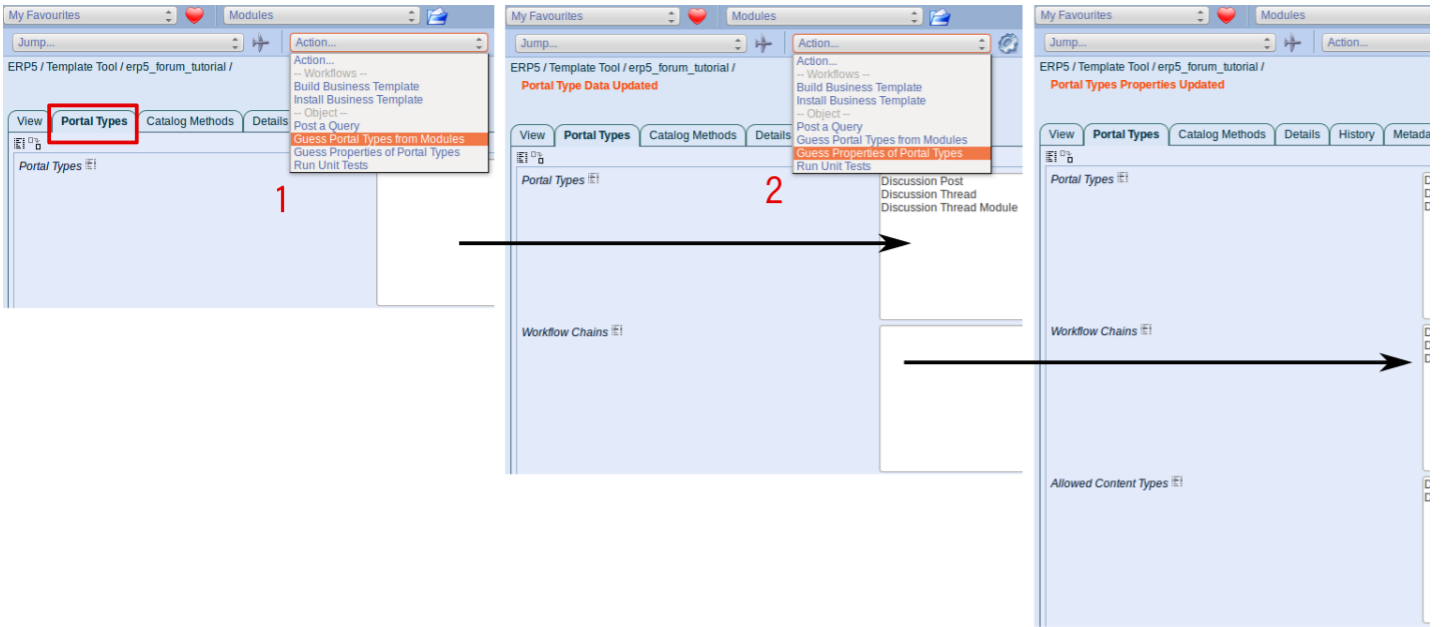 My Favourites Modules
Jump... Action...
ERP5 / Template Tool / erp5_forum_tutorial /
Action...
-- Workflows --
Build Business Template
Install Business Template
-- Object --
Post a Query
Guess Portal Types from Modules
Guess Properties of Portal Types
Run Unit Tests
View Portal Types Catalog Methods Details
Portal Types
1
My Favourites Modules
Jump... Action...
ERP5 / Template Tool / erp5_forum_tutorial /
Portal Type Data Updated
Action...
-- Workflows --
Build Business Template
Install Business Template
-- Object --
Post a Query
Guess Portal Types from Modules
Guess Properties of Portal Types
Run Unit Tests
View Portal Types Catalog Methods Details
Portal Types
2
Discussion Post
Discussion Thread
Discussion Thread Module
Workflow Chains
My Favourites Modules
Jump... Action...
ERP5 / Template Tool / erp5_forum_tutorial /
Portal Types Properties Updated
View Portal Types Catalog Methods Details History Metada
Portal Types
D
D
D
Workflow Chains
D
D
D
Allowed Content Types
D
D